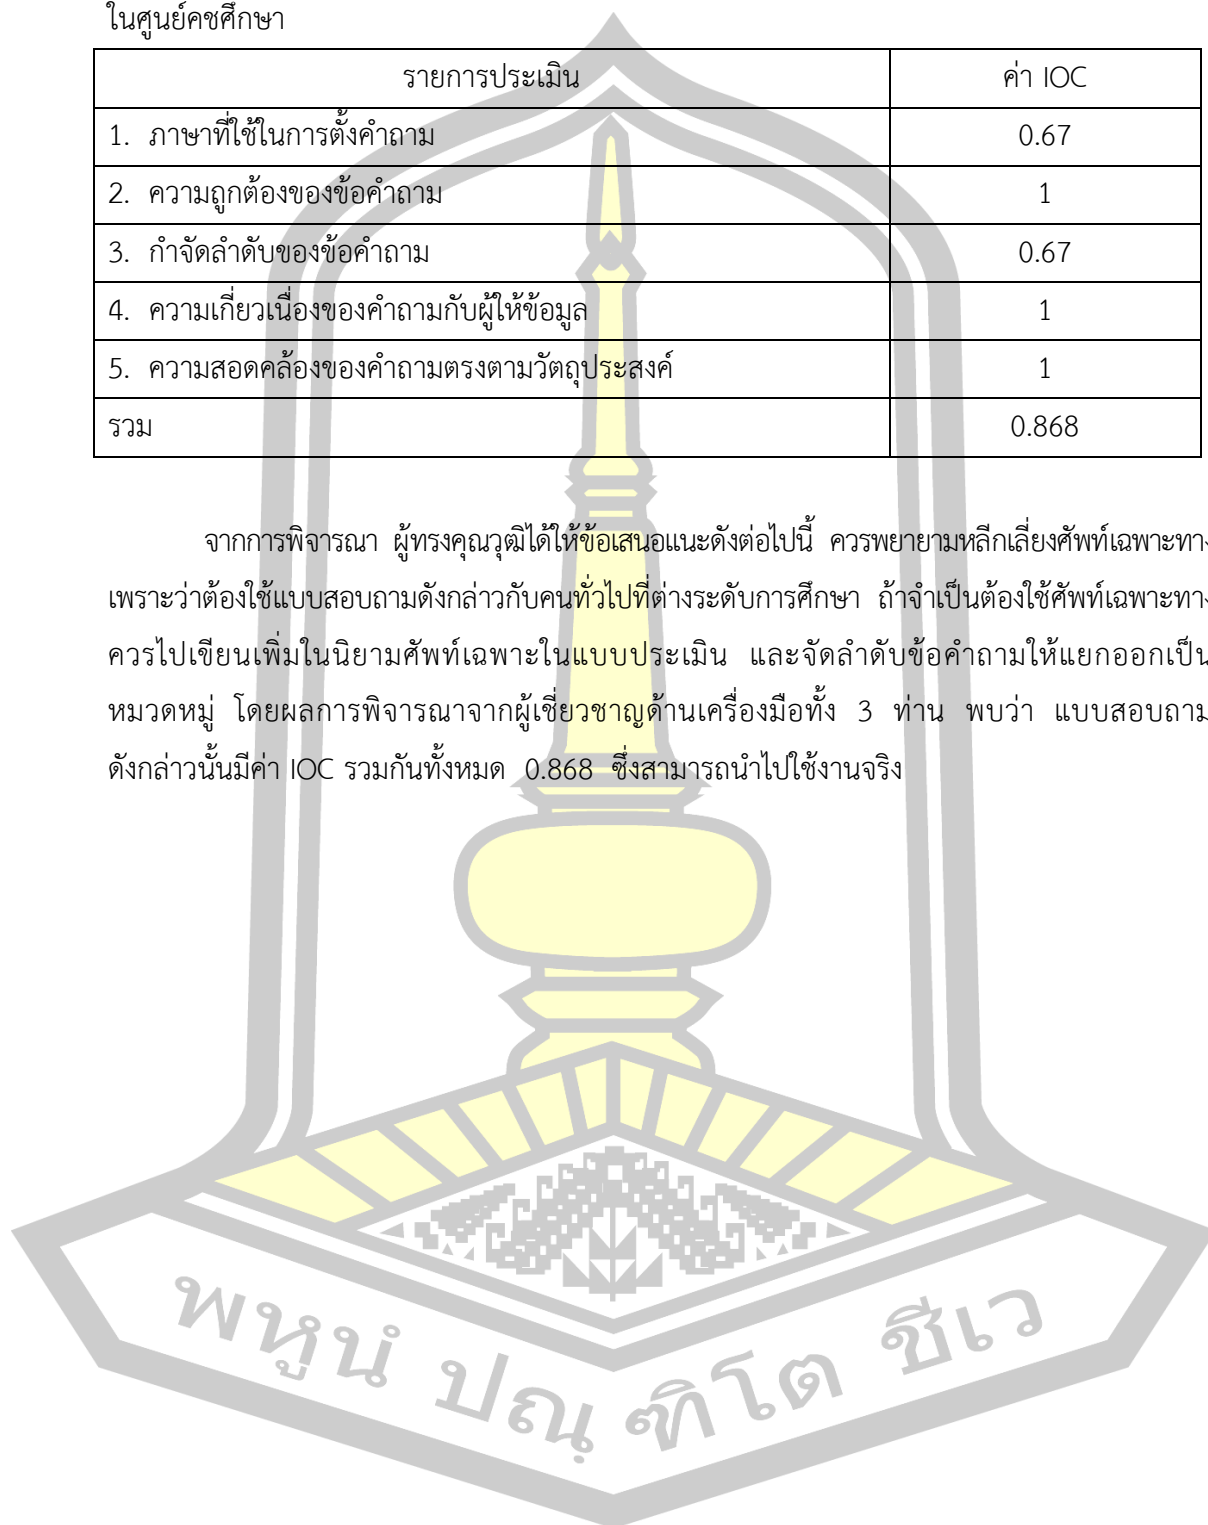 ในศูนย์คชศึกษา
รายการประเมิน ค่า IOC
1. ภาษาที่ใช้ในการตั้งคำถาม 0.67
2. ความถูกต้องของข้อคำถาม 1
3. กำจัดลำดับของข้อคำถาม 0.67
4. ความเกี่ยวเนื่องของคำถามกับผู้ให้ข้อมูล 1
5. ความสอดคล้องของคำถามตรงตามวัตถุประสงค์ 1
รวม 0.868
จากการพิจารณา ผู้ทรงคุณวุฒิได้ให้ข้อเสนอแนะดังต่อไปนี้ ควรพยายามหลีกเลี่ยงศัพท์เฉพาะทาง
เพราะว่าต้องใช้แบบสอบถามดังกล่าวกับคนทั่วไปที่ต่างระดับการศึกษา ถ้าจำเป็นต้องใช้ศัพท์เฉพาะทาง
ควรไปเขียนเพิ่มในนิยามศัพท์เฉพาะในแบบประเมิน และจัดลำดับข้อคำถามให้แยกออกเป็น
หมวดหมู่ โดยผลการพิจารณาจากผู้เชี่ยวชาญด้านเครื่องมือทั้ง 3 ท่าน พบว่า แบบสอบถาม
ดังกล่าวนั้นมีค่า IOC รวมกันทั้งหมด 0.868 ซึ่งสามารถนำไปใช้งานจริง
พหูนํ ปณฺฑิโต ชีเว